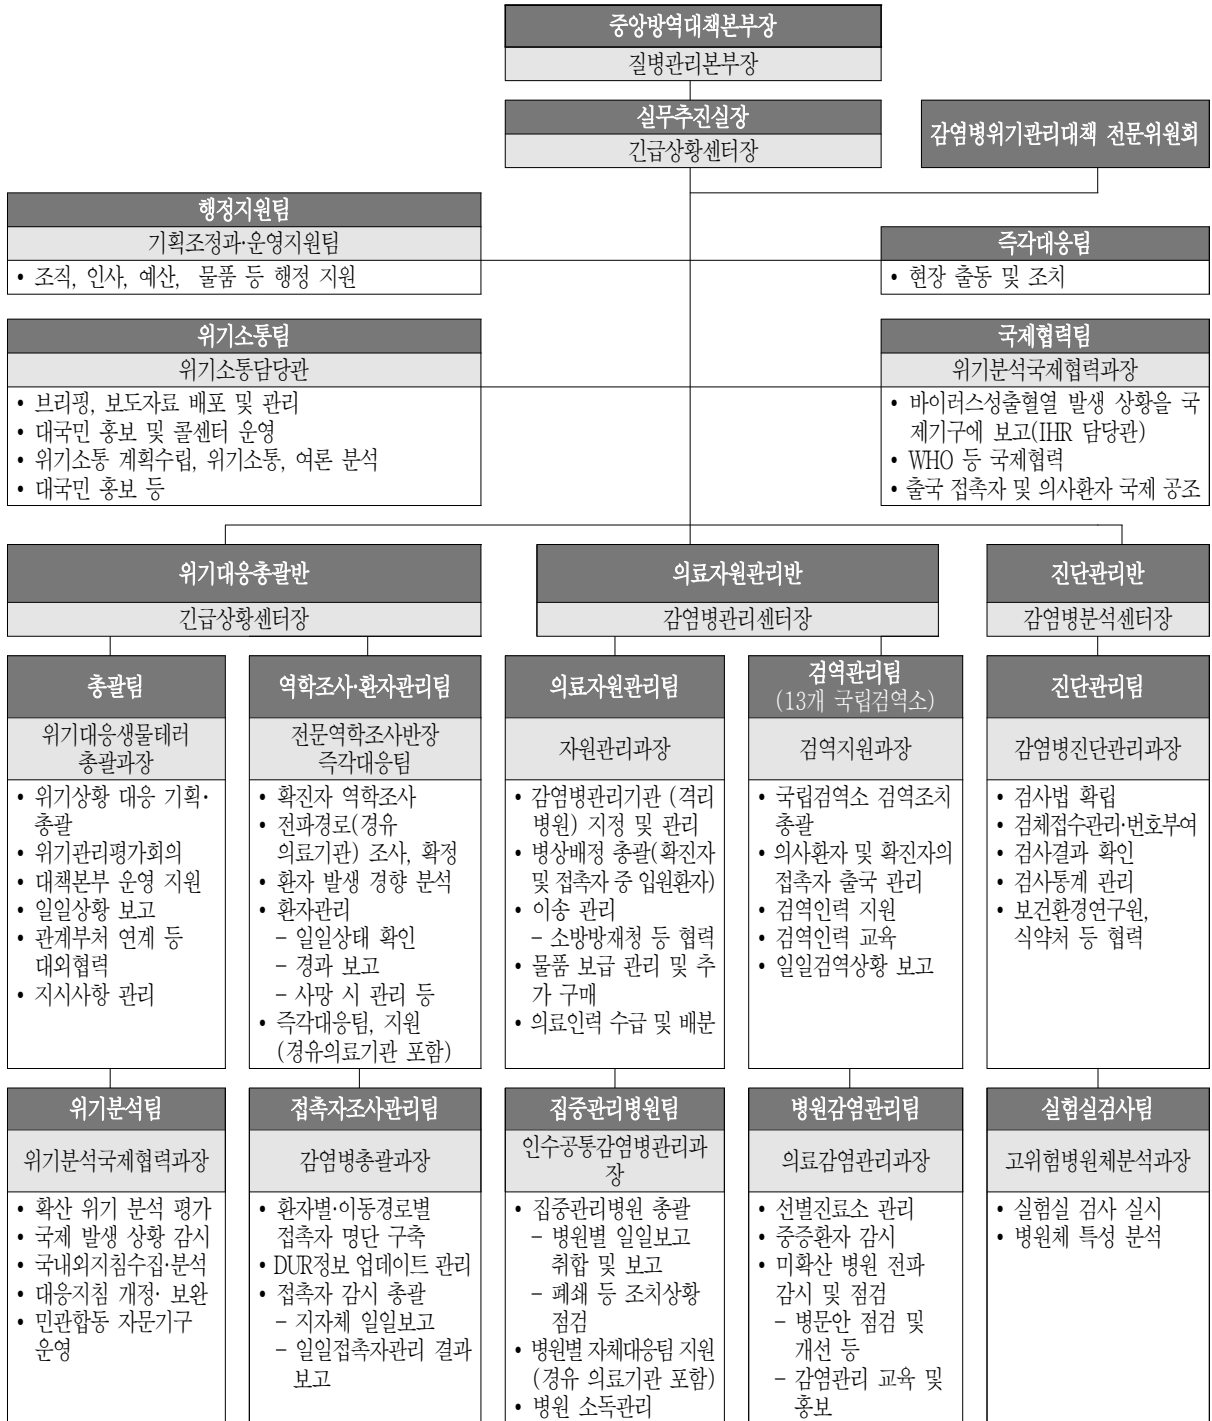 중앙방역대책본부장
질병관리본부장
실무추진실장
긴급상황센터장
감염병위기관리대책 전문위원회
행정지원팀
기획조정과·운영지원팀
• 조직, 인사, 예산, 물품 등 행정 지원
즉각대응팀
• 현장 출동 및 조치
위기소통팀
위기소통담당관
• 브리핑, 보도자료 배포 및 관리
• 대국민 홍보 및 콜센터 운영
• 위기소통 계획수립, 위기소통, 여론 분석
• 대국민 홍보 등
국제협력팀
위기분석국제협력과장
• 바이러스성출혈열 발생 상황을 국
제기구에 보고(IHR 담당관)
• WHO 등 국제협력
• 출국 접촉자 및 의사환자 국제 공조
위기대응총괄반
긴급상황센터장
의료자원관리반
감염병관리센터장
진단관리반
감염병분석센터장
총괄팀
위기대응생물테러
총괄과장
• 위기상황 대응 기획·
총괄
• 위기관리평가회의
• 대책본부 운영 지원
• 일일상황 보고
• 관계부처 연계 등
대외협력
• 지시사항 관리
역학조사·환자관리팀
전문역학조사반장
즉각대응팀
• 확진자 역학조사
• 전파경로(경유
의료기관) 조사, 확정
• 환자 발생 경향 분석
• 환자관리
– 일일상태 확인
– 경과 보고
– 사망 시 관리 등
• 즉각대응팀, 지원
(경유의료기관 포함)
의료자원관리팀
자원관리과장
• 감염병관리기관 (격리
병원) 지정 및 관리
• 병상배정 총괄(확진자
및 접촉자 중 입원환자)
• 이송 관리
– 소방방재청 등 협력
• 물품 보급 관리 및 추
가 구매
• 의료인력 수급 및 배분
검역관리팀
(13개 국립검역소)
검역지원과장
• 국립검역소 검역조치
총괄
• 의사환자 및 확진자의
접촉자 출국 관리
• 검역인력 지원
• 검역인력 교육
• 일일검역상황 보고
진단관리팀
감염병진단관리과장
• 검사법 확립
• 검체접수관리·번호부여
• 검사결과 확인
• 검사통계 관리
• 보건환경연구원,
식약처 등 협력
위기분석팀
위기분석국제협력과장
• 확산 위기 분석 평가
• 국제 발생 상황 감시
• 국내외지침수집·분석
• 대응지침 개정· 보완
• 민관합동 자문기구
운영
접촉자조사관리팀
감염병총괄과장
• 환자별·이동경로별
접촉자 명단 구축
• DUR정보 업데이트 관리
• 접촉자 감시 총괄
– 지자체 일일보고
– 일일접촉자관리 결과
보고
집중관리병원팀
인수공통감염병관리과
장
• 집중관리병원 총괄
– 병원별 일일보고
취합 및 보고
– 폐쇄 등 조치상황
점검
• 병원별 자체대응팀 지원
(경유 의료기관 포함)
• 병원 소독관리
병원감염관리팀
의료감염관리과장
• 선별진료소 관리
• 중증환자 감시
• 미확산 병원 전파
감시 및 점검
– 병문안 점검 및
개선 등
– 감염관리 교육 및
홍보
실험실검사팀
고위험병원체분석과장
• 실험실 검사 실시
• 병원체 특성 분석